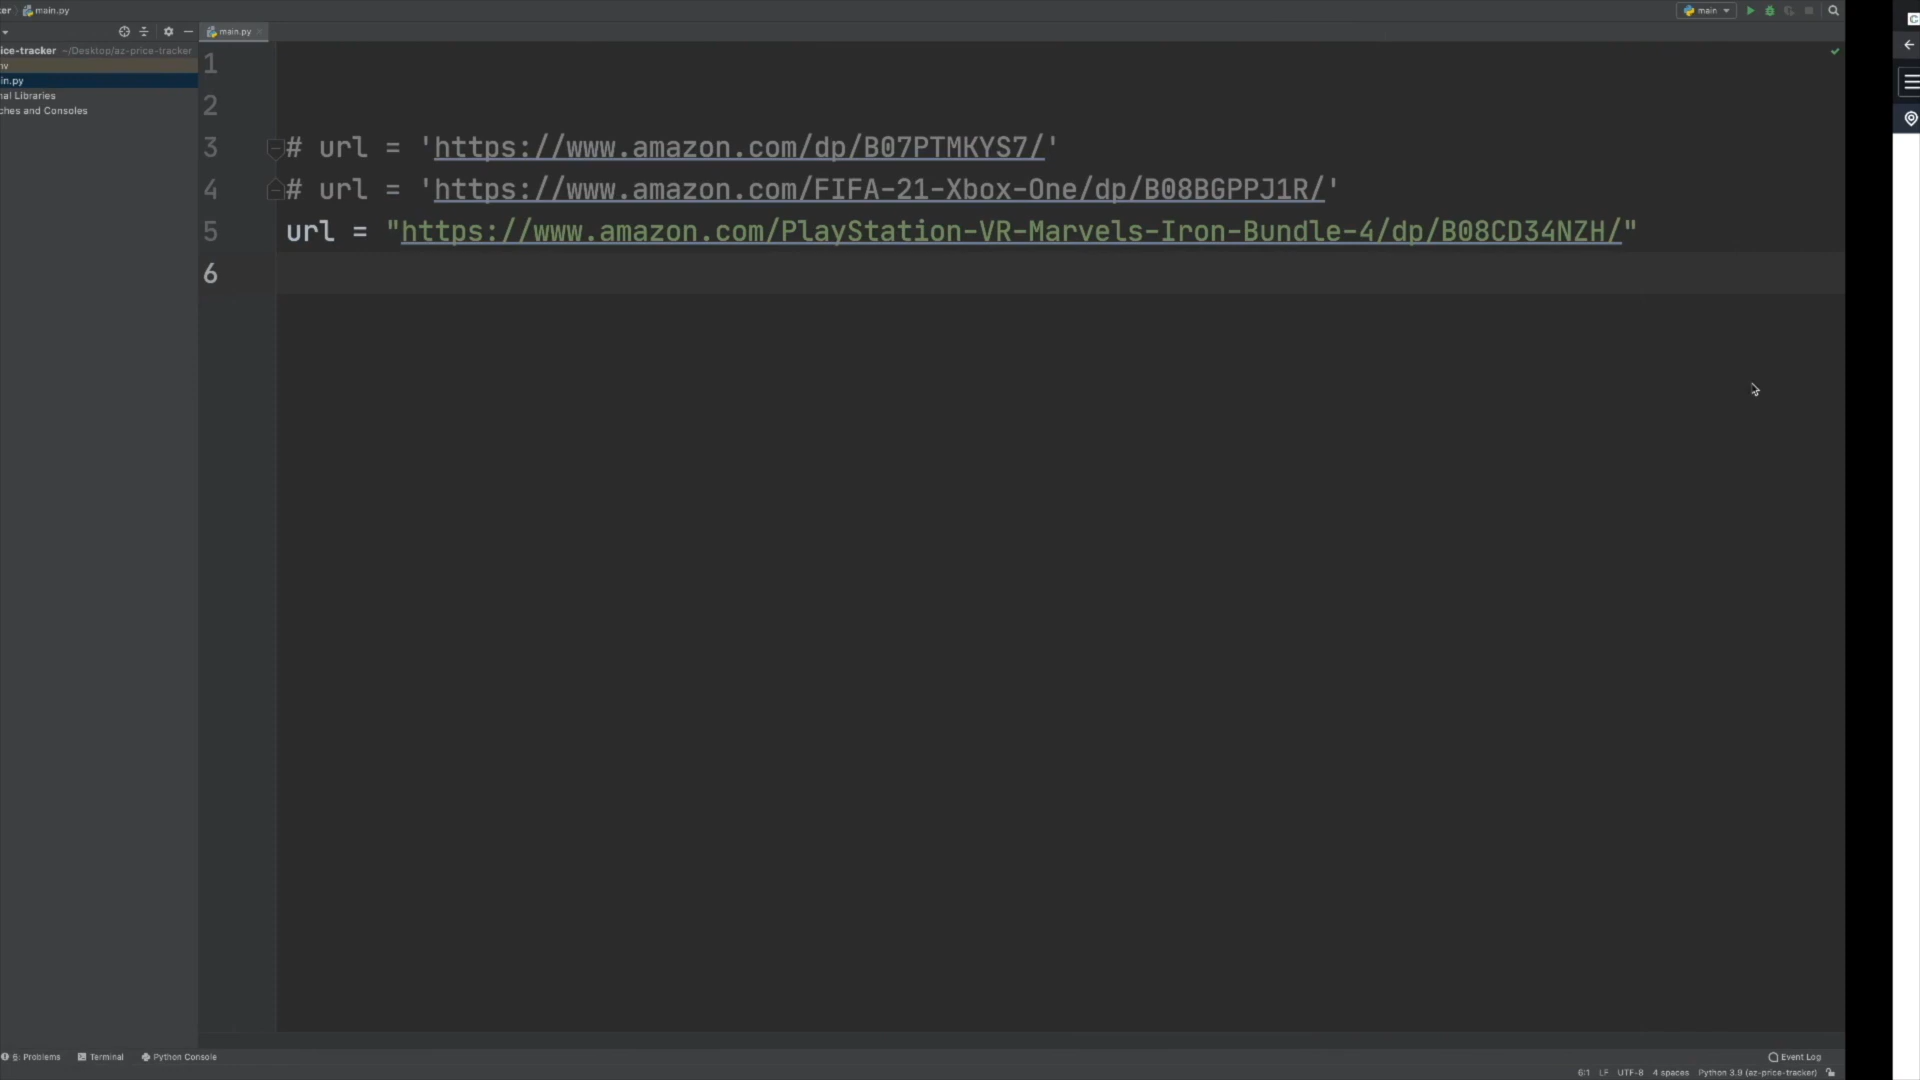 er main.py
main
ice-tracker ~/Desktop/az-price-tracker
nv
in.py
nal Libraries
ches and Consoles
main.py
1
2
3 # url = 'https://www.amazon.com/dp/B07PTMKYS7/'
4 # url = 'https://www.amazon.com/FIFA-21-Xbox-One/dp/B08BGPPJ1R/'
5 url = "https://www.amazon.com/PlayStation-VR-Marvels-Iron-Bundle-4/dp/B08CD34NZH/"
6
6: Problems Terminal Python Console Event Log
6:1 LF UTF-8 4 spaces Python 3.9 (az-price-tracker)